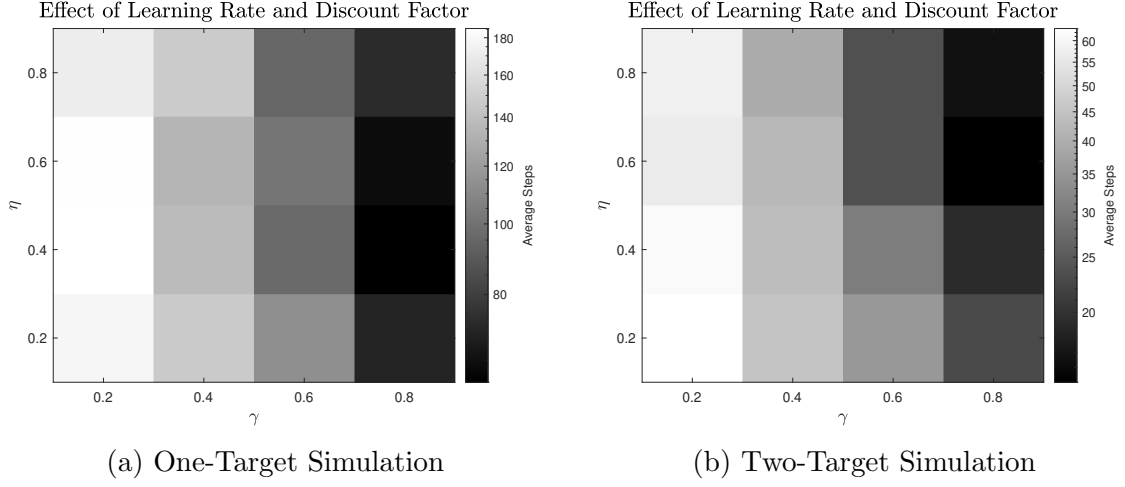 Effect of Learning Rate and Discount Factor
0.8
0.6
0.4
0.2
η
0.2 0.4 0.6 0.8
γ
180
160
140
120
100
80
Average Steps
(a) One-Target Simulation
Effect of Learning Rate and Discount Factor
0.8
0.6
0.4
0.2
η
0.2 0.4 0.6 0.8
γ
60
55
50
45
40
35
30
25
20
Average Steps
(b) Two-Target Simulation